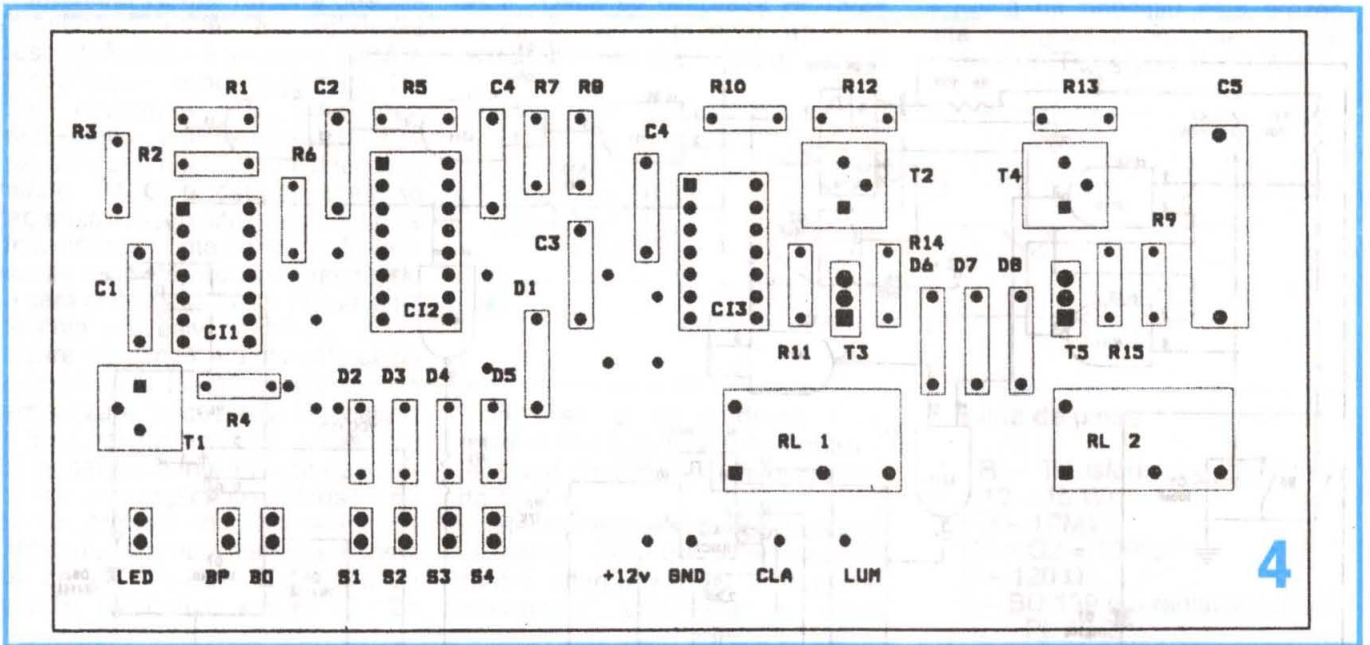 R1 C2 R5 C4 R7 R8 R10 R12 R13 C5
R3 R2 R6 C4 T2 T4
C3 R14 R9
C1 CI1 CI2 D1 CI3 D6 D7 D8
R11 T3 T5 R15
R4 T1 D2 D3 D4 D5 RL 1 RL 2
LED BP BO S1 S2 S3 S4 +12v GND CLA LUM
4